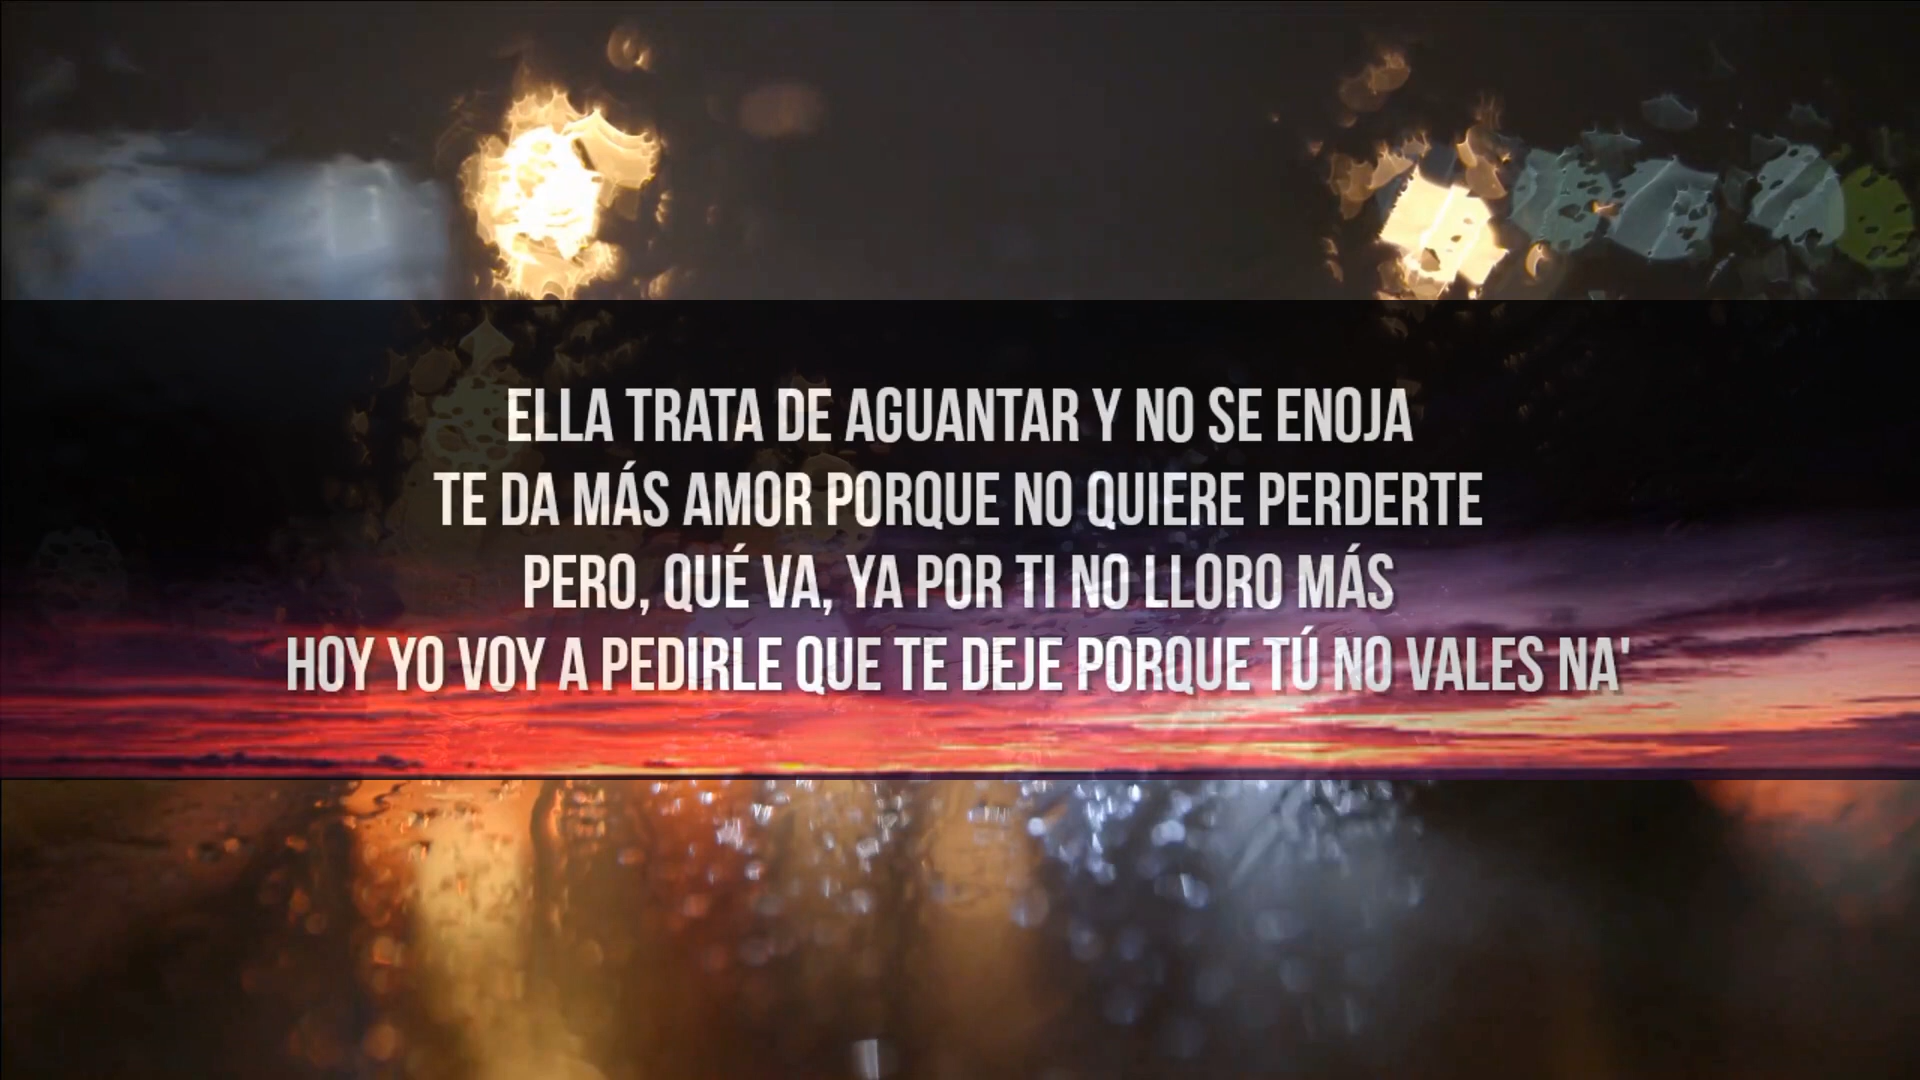 ELLA TRATA DE AGUANTAR Y NO SE ENOJA
TE DA MÁS AMOR PORQUE NO QUIERE PERDERTE
PERO, QUÉ VA, YA POR TI NO LLORO MÁS
HOY YO VOY A PEDIRLE QUE TE DEJE PORQUE TÚ NO VALES NA'